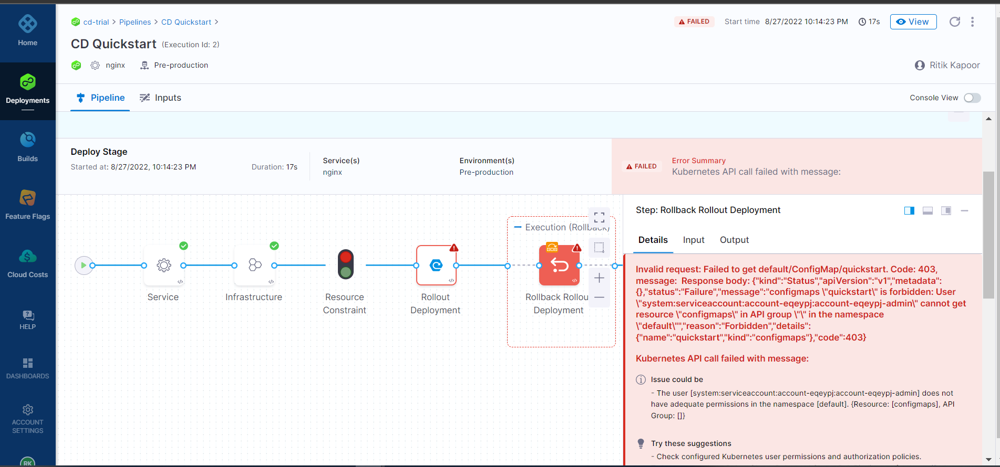 Home
Deployments
Builds
Feature Flags
Cloud Costs
HELP
DASHBOARDS
ACCOUNT
SETTINGS
RK
cd-trial > Pipelines > CD Quickstart >
FAILED
Start time 8/27/2022 10:14:23 PM
17s
View
CD Quickstart (Execution Id: 2)
nginx
Pre-production
Ritik Kapoor
Pipeline
Inputs
Console View
Deploy Stage
Started at: 8/27/2022, 10:14:23 PM
Duration: 17s
Service(s)
nginx
Environment(s)
Pre-production
FAILED
Error Summary
Kubernetes API call failed with message:
Service
Infrastructure
Resource
Constraint
Rollout
Deployment
Execution (Rollback)
Rollback Rollou
Deployment
Step: Rollback Rollout Deployment
Details
Input
Output
Invalid request: Failed to get default/ConfigMap/quickstart. Code: 403,
message:  Response body: {"kind":"Status","apiVersion":"v1","metadata":
{},"status":"Failure","message":"configmaps \"quickstart\" is forbidden: User
\"system:serviceaccount:account-eqeypj:account-eqeypj-admin\" cannot get
resource \"configmaps\" in API group \"\" in the namespace
\"default\"","reason":"Forbidden","details":
{"name":"quickstart","kind":"configmaps"},"code":403}
Kubernetes API call failed with message:
Issue could be
- The user [system:serviceaccount:account-eqeypj:account-eqeypj-admin] does not
have adequate permissions in the namespace [default]. {Resource: [configmaps], API
Group: []}
Try these suggestions
- Check configured Kubernetes user permissions and authorization policies.